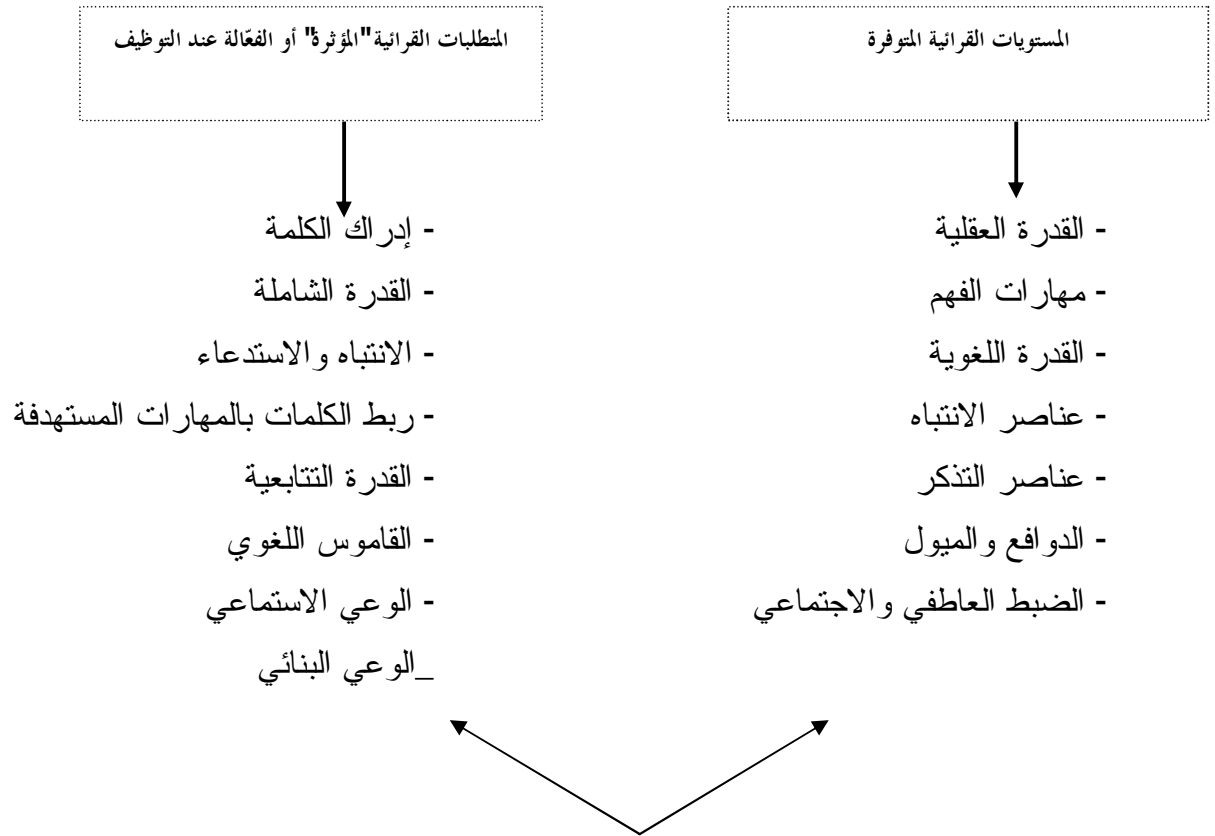 المستويات القرائية المتوفرة
- القدرة العقلية
- مهارات الفهم
- القدرة اللغوية
- عناصر الانتباه
- عناصر التذكر
- الدوافع والميول
- الضبط العاطفي والاجتماعي
المتطلبات القرائية "المؤثرة" أو الفعّالة عند التوظيف
- إدراك الكلمة
- القدرة الشاملة
- الانتباه والاستدعاء
- ربط الكلمات بالمهارات المستهدفة
- القدرة التتابعية
- القاموس اللغوي
- الوعي الاستماعي
_الوعي البنائي